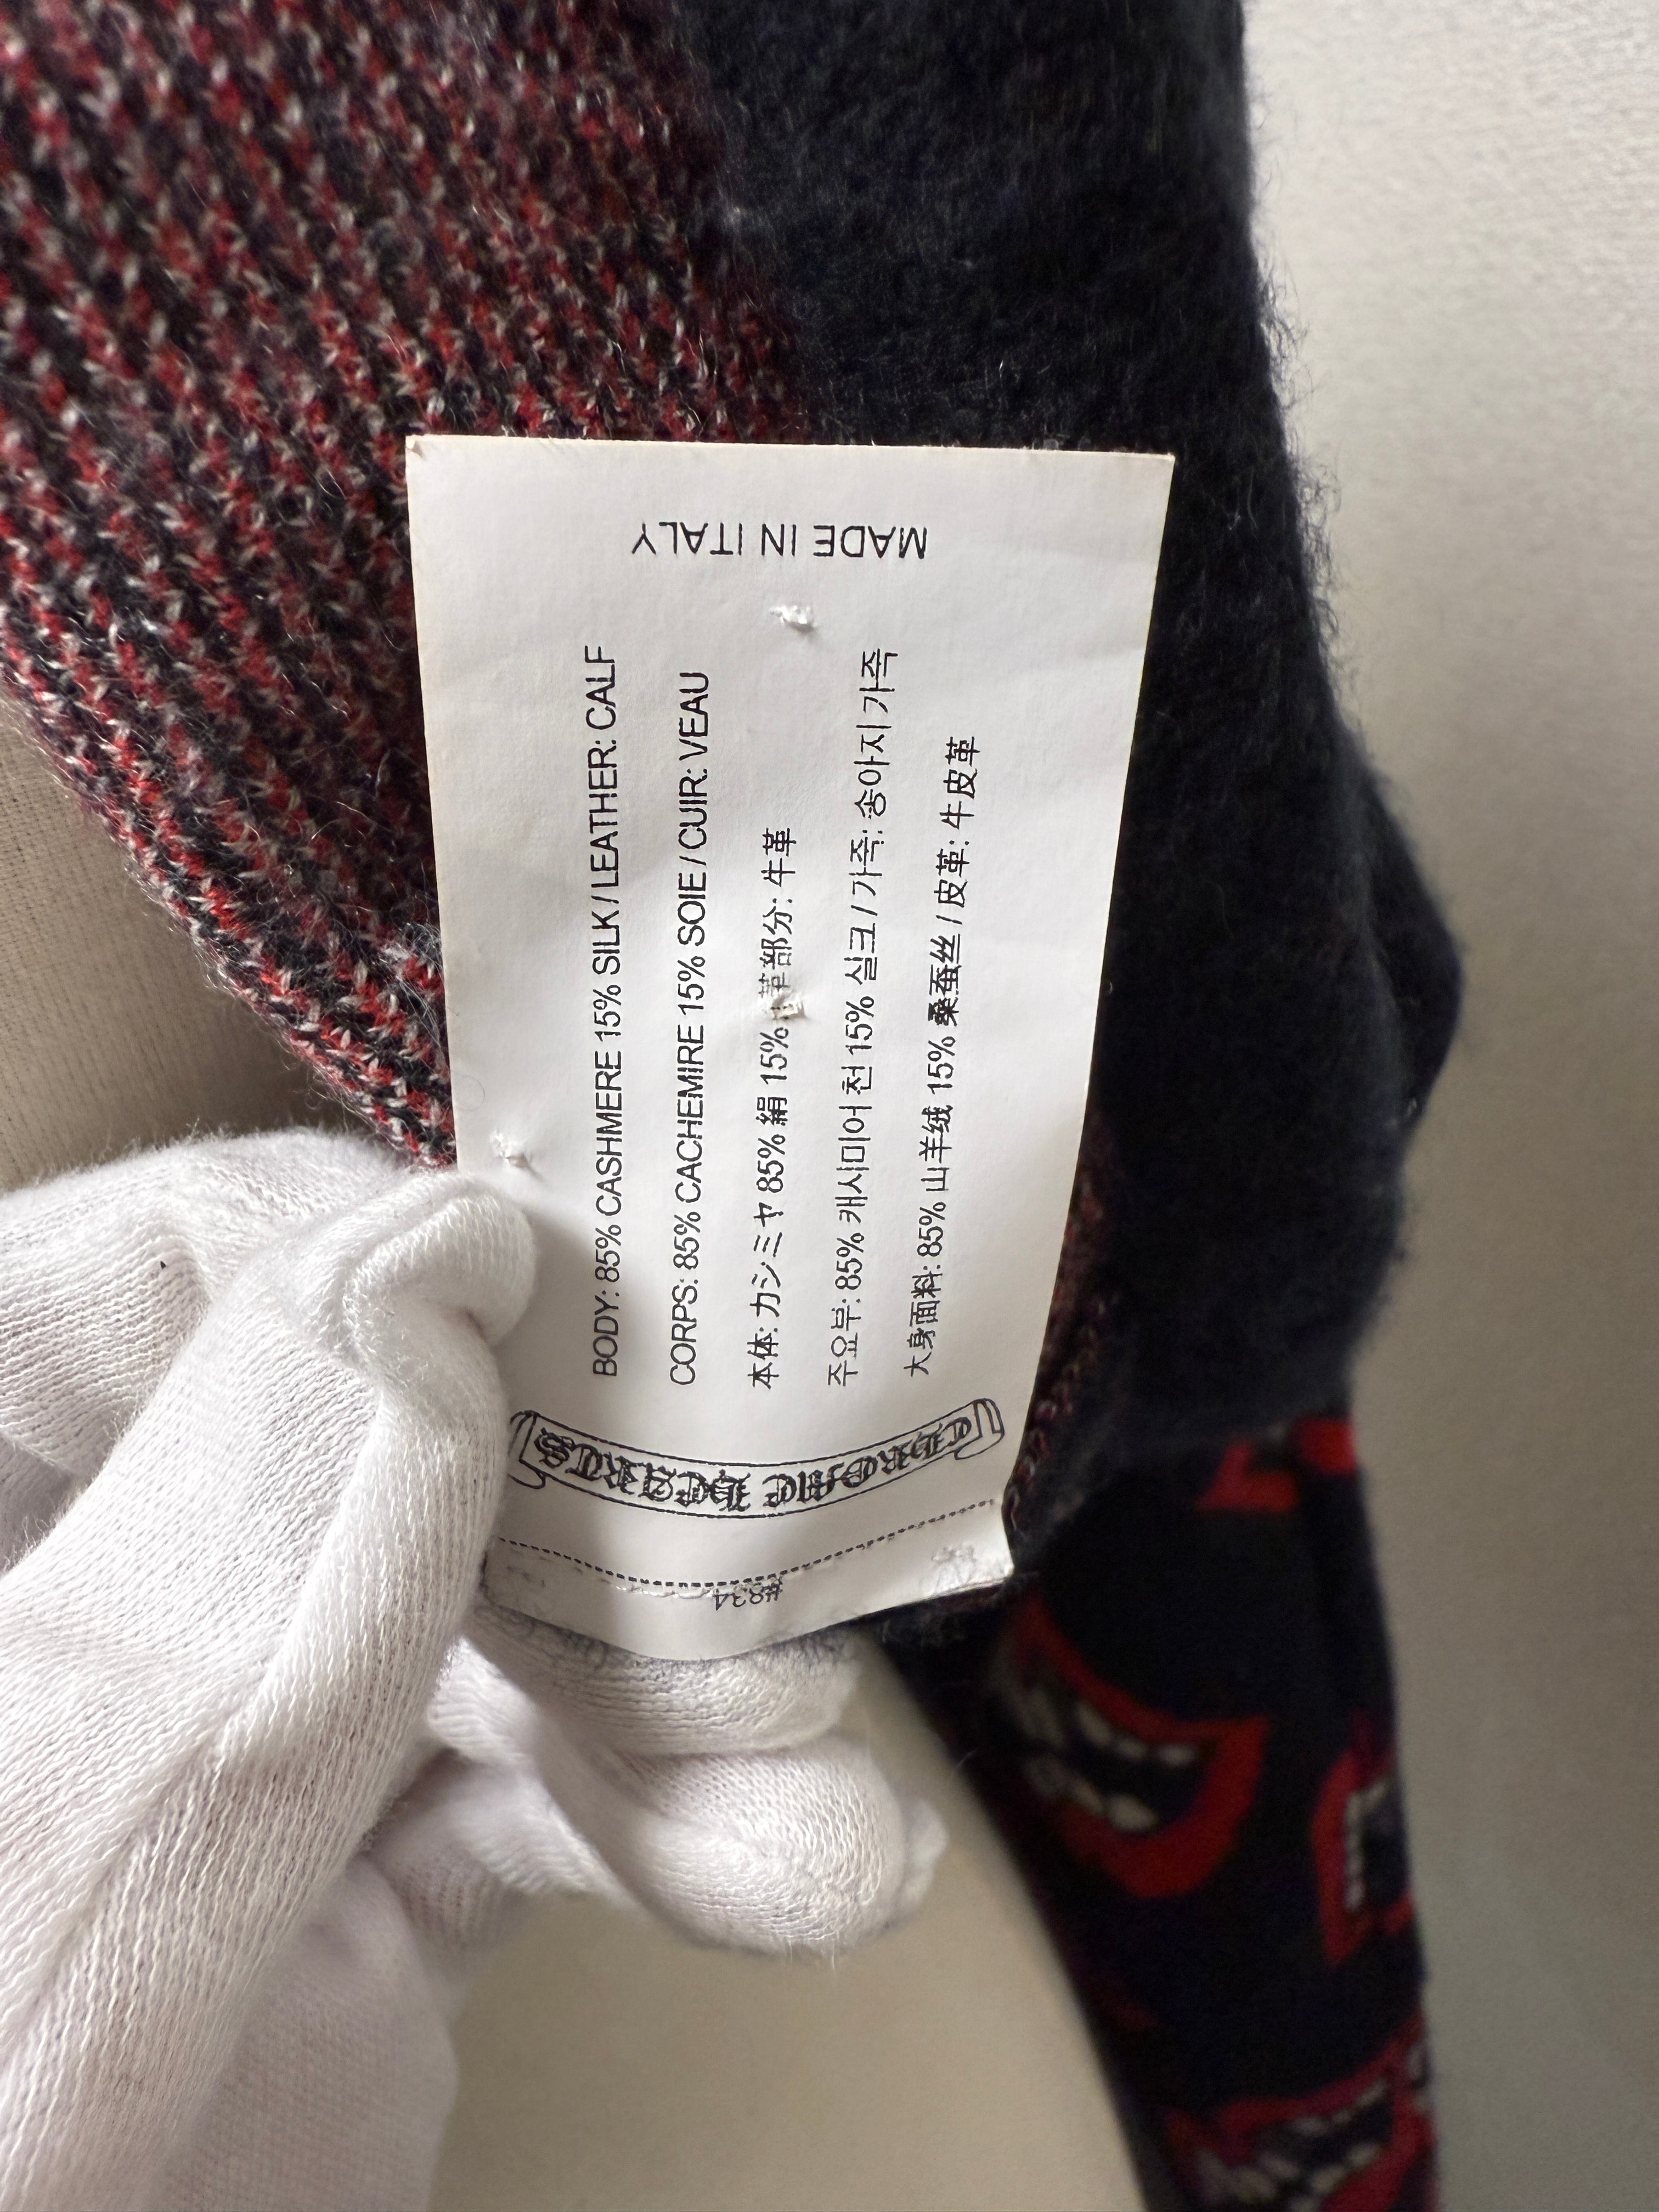 MADE IN ITALY
BODY: 85% CASHMERE 15% SILK / LEATHER: CALF
CORPS: 85% CACHEMIRE 15% SOIE / CUIR: VEAU
本体: カシミヤ 85% 絹 15% 革部分: 牛革
주요부: 85% 캐시미어 천 15% 실크 / 가죽: 송아지 가죽
大身面料: 85% 山羊绒 15% 桑蚕丝 / 皮革: 牛皮革
CHROME HEARTS
#834